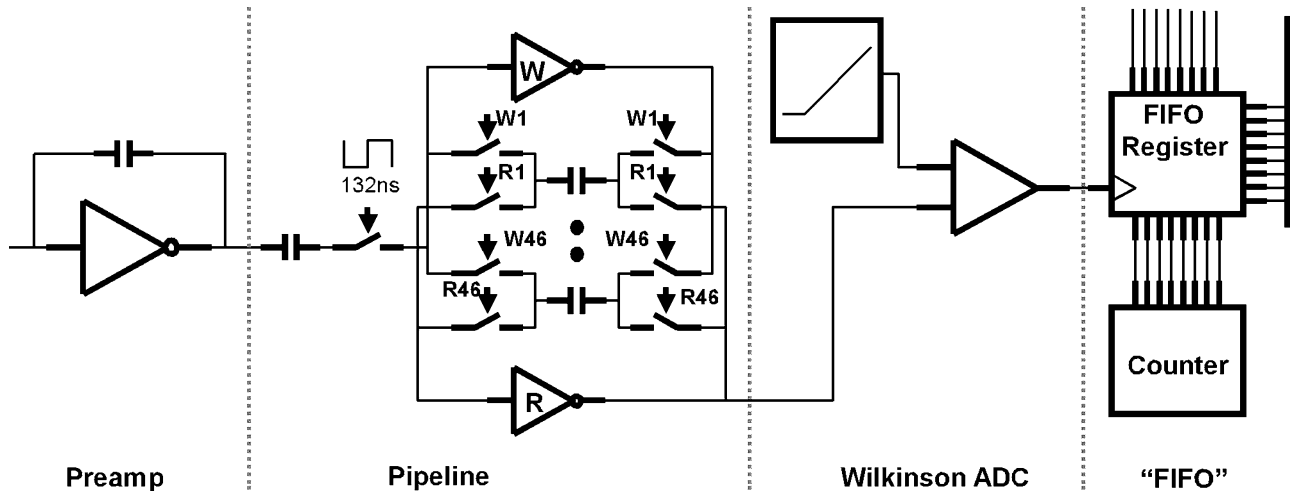 W
W1
W1
132ns
R1
R1
FIFO
Register
W46
W46
R46
R46
Counter
R
Preamp
Pipeline
Wilkinson ADC
“FIFO”